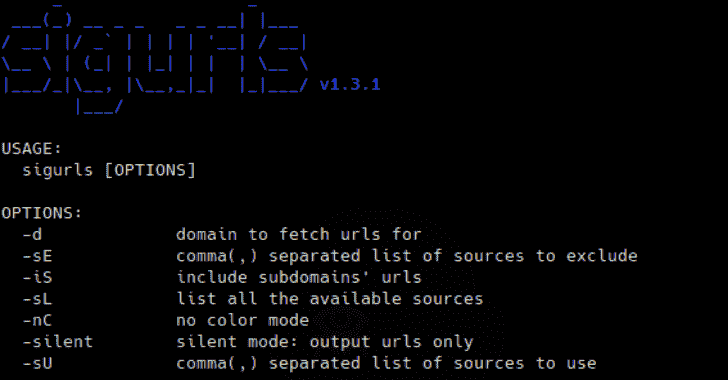 sigurls v1.3.1
USAGE:
sigurls [OPTIONS]
OPTIONS:
-d domain to fetch urls for
-sE comma(,) separated list of sources to exclude
-iS include subdomains' urls
-sL list all the available sources
-nC no color mode
-silent silent mode: output urls only
-sU comma(,) separated list of sources to use